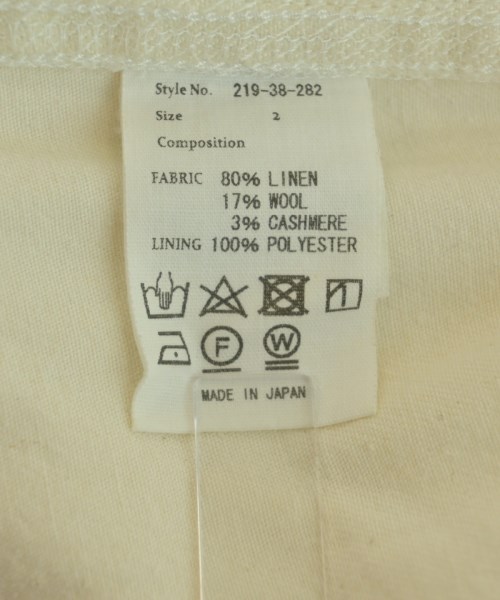 Style No. 219-38-282
Size 2
Composition
FABRIC 80% LINEN
17% WOOL
3% CASHMERE
LINING 100% POLYESTER
F W
MADE IN JAPAN